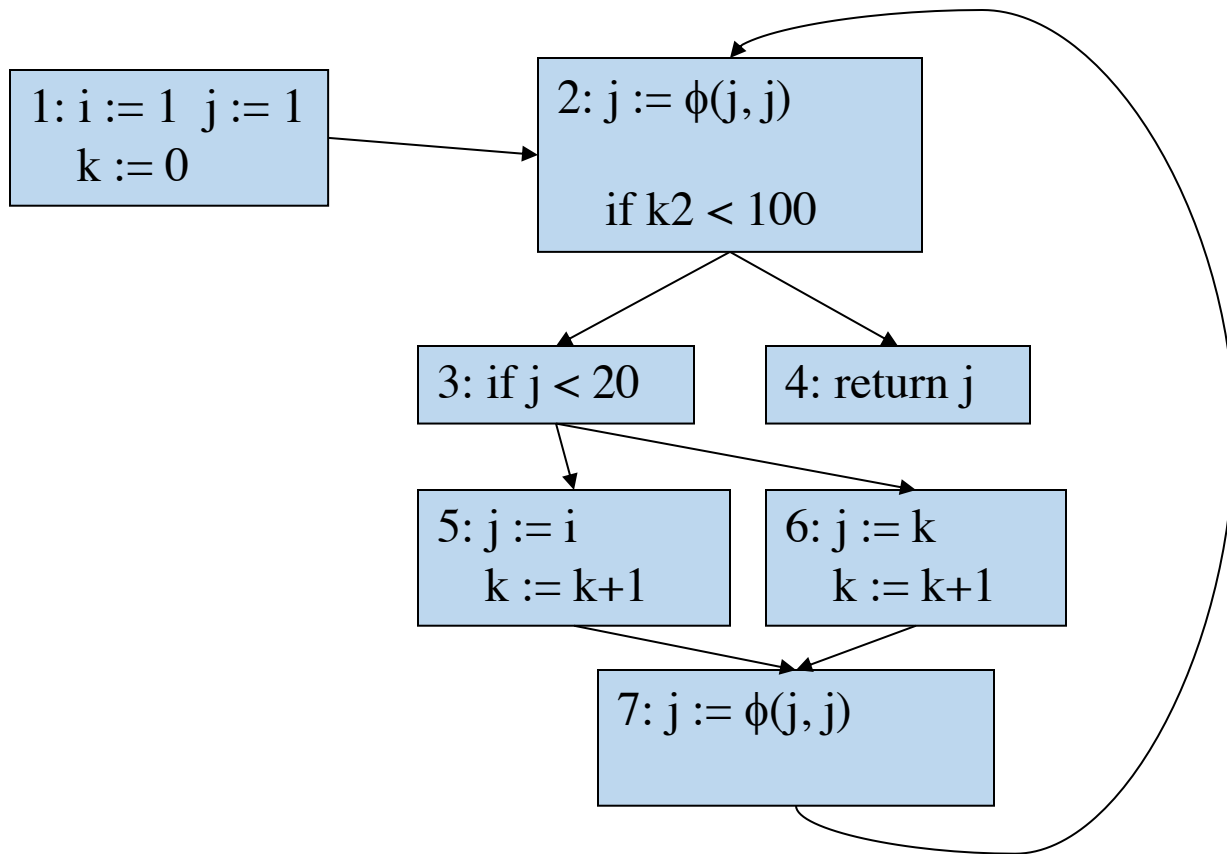 1: i := 1 j := 1
k := 0
2: j := ϕ(j, j)
if k2 < 100
3: if j < 20
4: return j
5: j := i
k := k+1
6: j := k
k := k+1
7: j := ϕ(j, j)